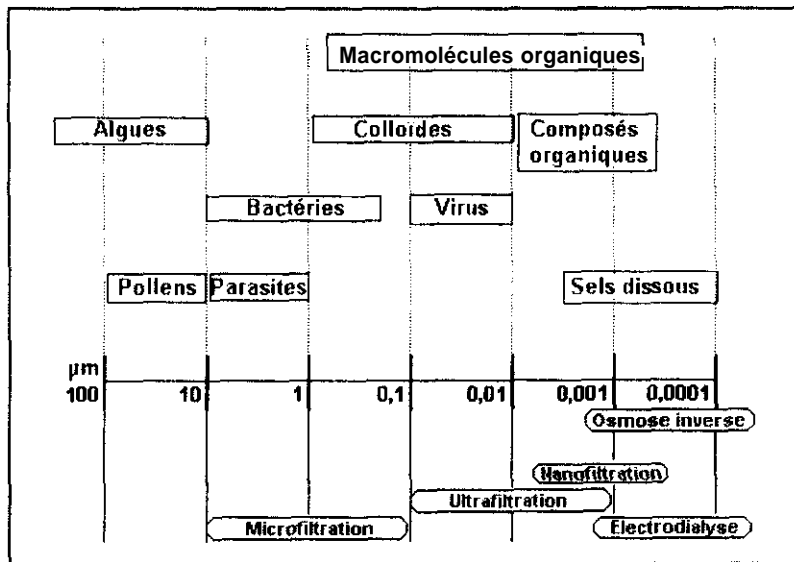 Macromolécules organiques
Algues
Colloïdes
Composés
organiques
Bactéries
Virus
Pollens
Parasites
Sels dissous
µm
100 10 1 0,1 0,01 0,001 0,0001
Osmose inverse
Nanofiltration
Ultrafiltration
Microfiltration
Electrodialyse